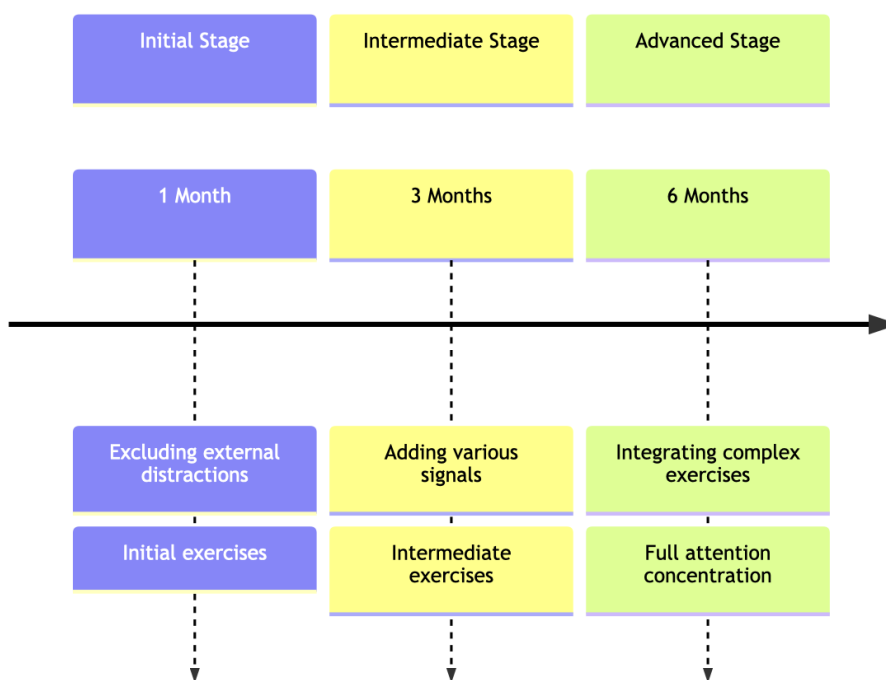 Initial Stage
Intermediate Stage
Advanced Stage
1 Month
3 Months
6 Months
Excluding external
distractions
Adding various
signals
Integrating complex
exercises
Initial exercises
Intermediate
exercises
Full attention
concentration